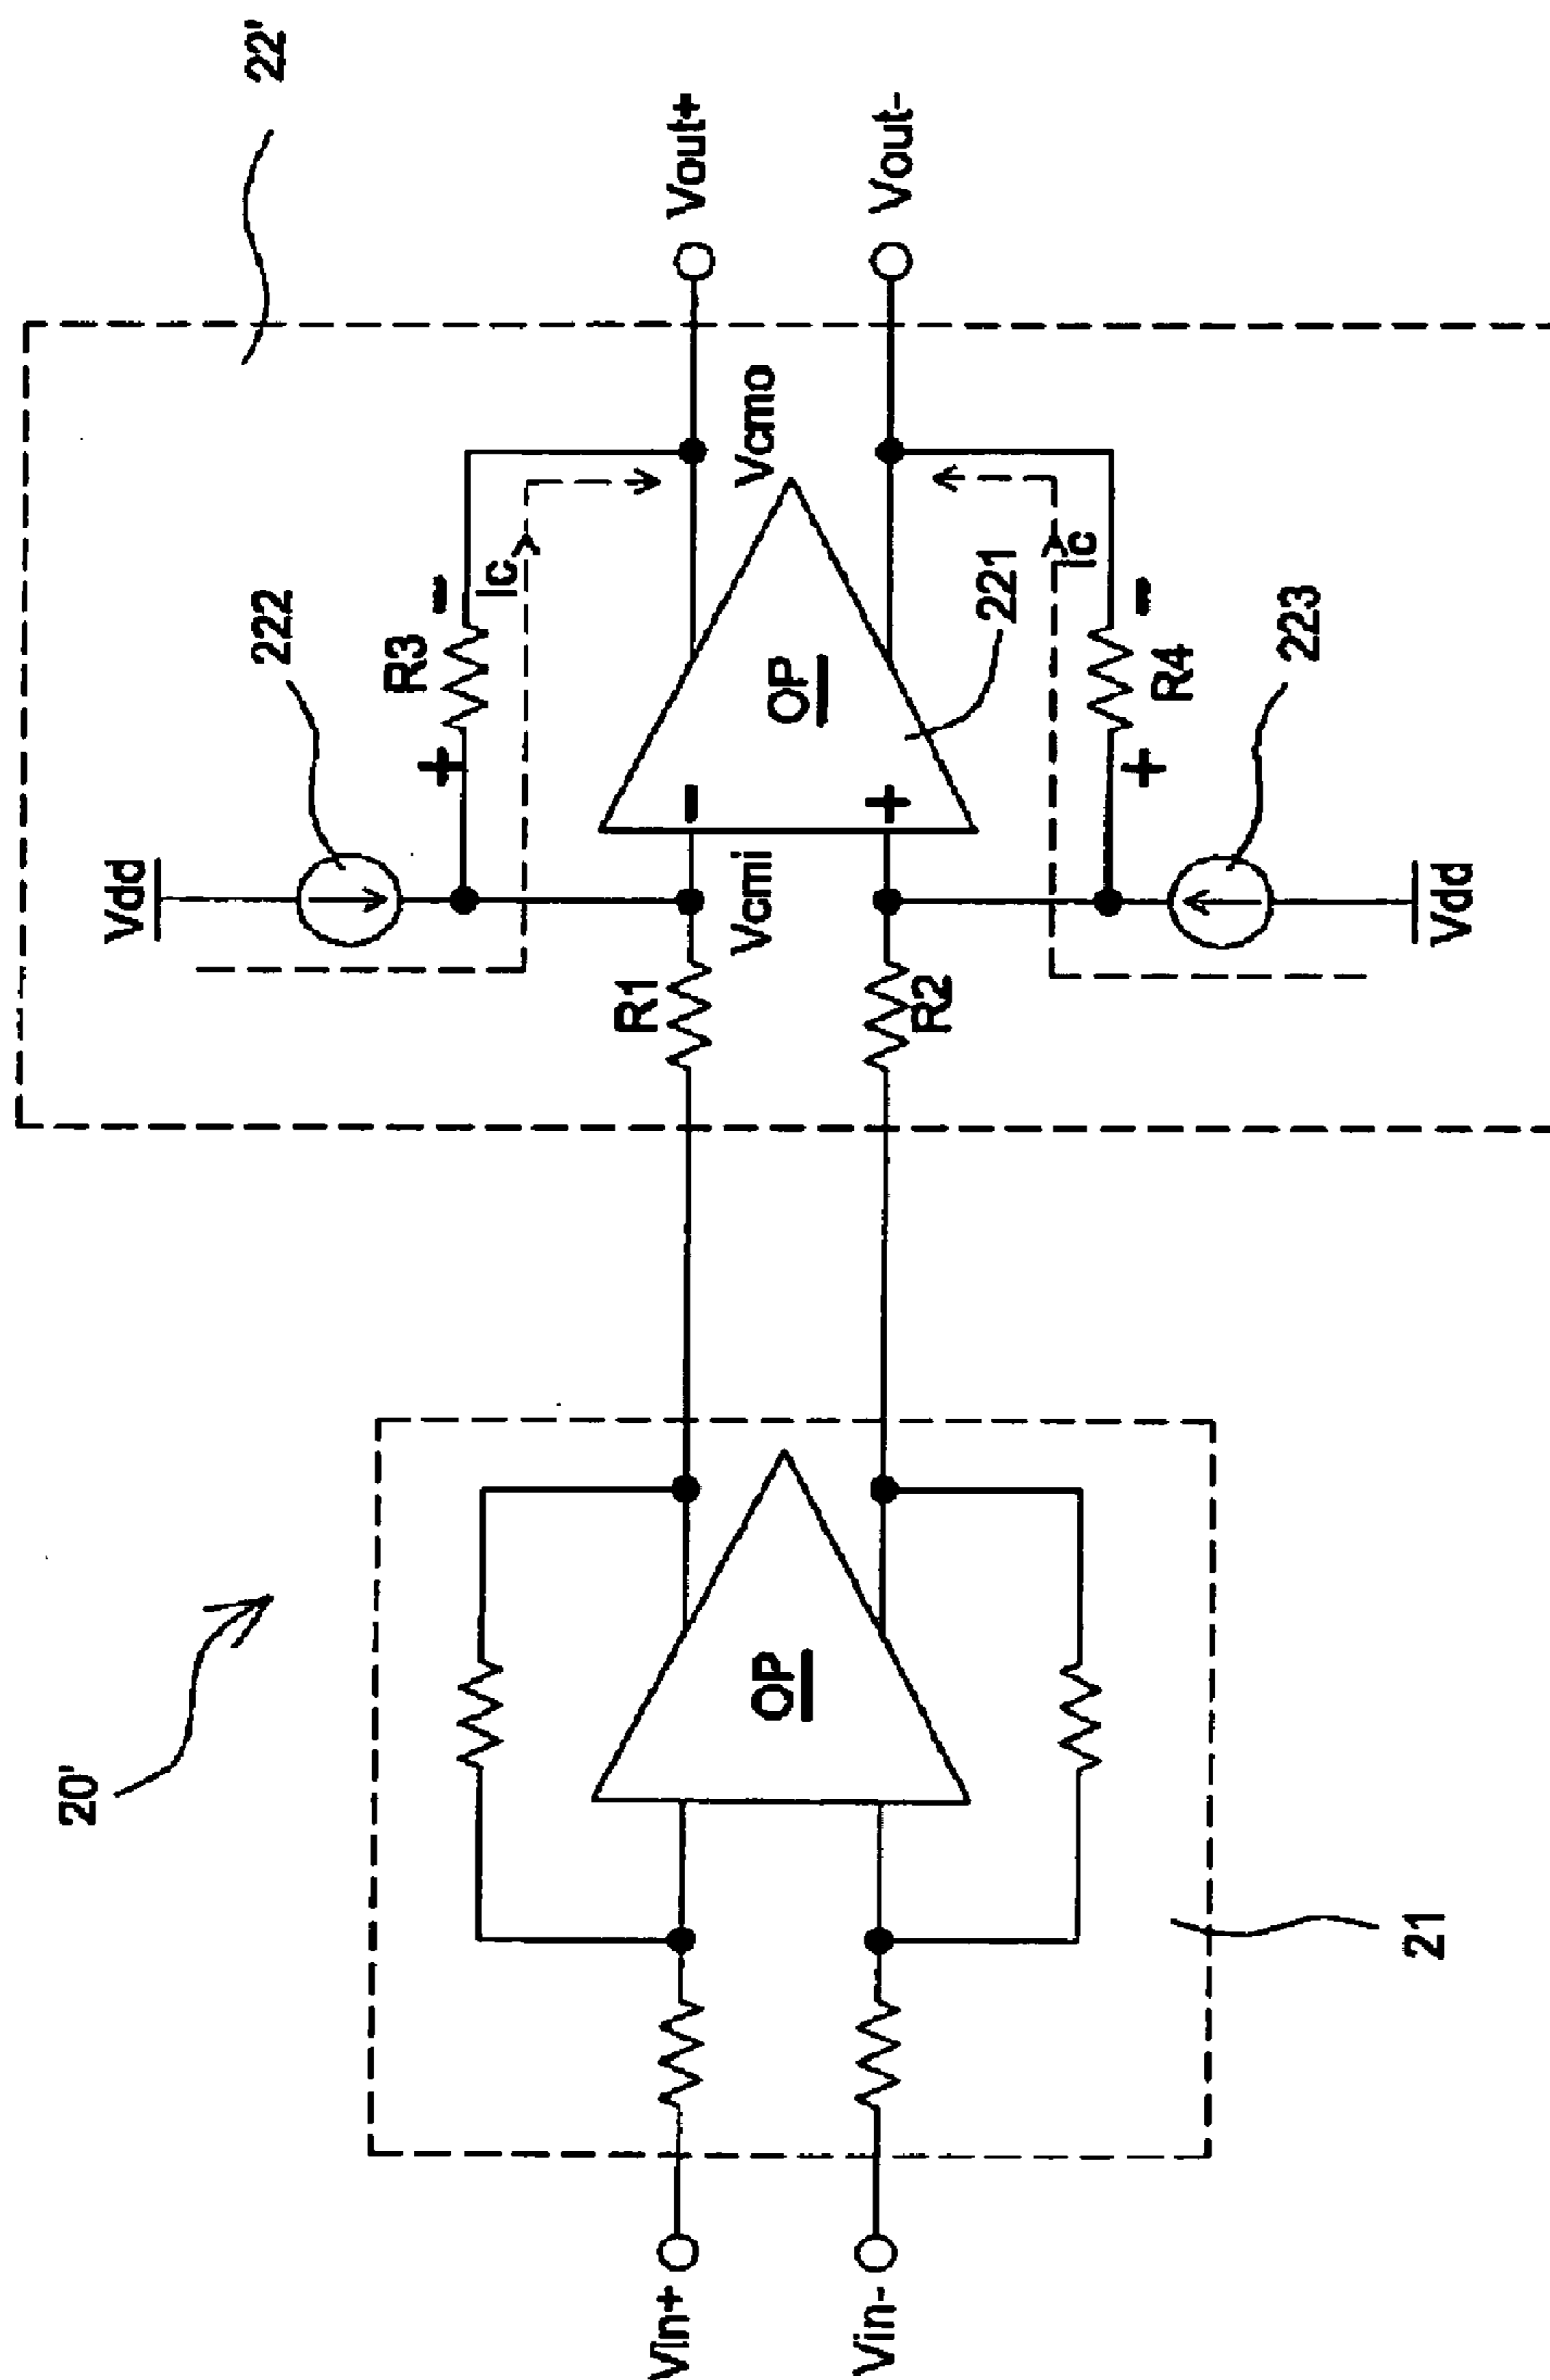 20'
22'
Vdd
222
R3
+
-
Ic
R1
Vcmi
Vcmo
Vin+
Vin-
OP
-
+
OP
Vout+
Vout-
221
R2
Ic
R4
+
-
223
Vdd
21